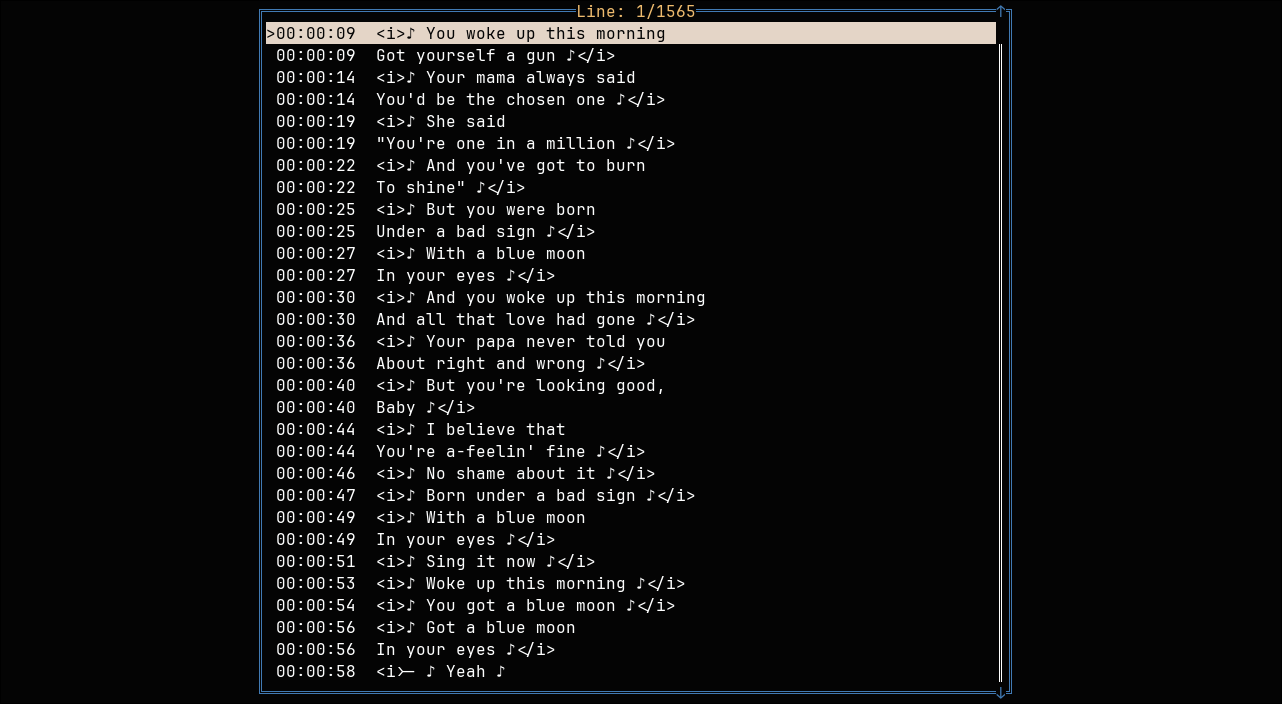 Line: 1/1565
>00:00:09  <i>♪ You woke up this morning
00:00:09  Got yourself a gun ♪</i>
00:00:14  <i>♪ Your mama always said
00:00:14  You'd be the chosen one ♪</i>
00:00:19  <i>♪ She said
00:00:19  "You're one in a million ♪</i>
00:00:22  <i>♪ And you've got to burn
00:00:22  To shine" ♪</i>
00:00:25  <i>♪ But you were born
00:00:25  Under a bad sign ♪</i>
00:00:27  <i>♪ With a blue moon
00:00:27  In your eyes ♪</i>
00:00:30  <i>♪ And you woke up this morning
00:00:30  And all that love had gone ♪</i>
00:00:36  <i>♪ Your papa never told you
00:00:36  About right and wrong ♪</i>
00:00:40  <i>♪ But you're looking good,
00:00:40  Baby ♪</i>
00:00:44  <i>♪ I believe that
00:00:44  You're a-feelin' fine ♪</i>
00:00:46  <i>♪ No shame about it ♪</i>
00:00:47  <i>♪ Born under a bad sign ♪</i>
00:00:49  <i>♪ With a blue moon
00:00:49  In your eyes ♪</i>
00:00:51  <i>♪ Sing it now ♪</i>
00:00:53  <i>♪ Woke up this morning ♪</i>
00:00:54  <i>♪ You got a blue moon ♪</i>
00:00:56  <i>♪ Got a blue moon
00:00:56  In your eyes ♪</i>
00:00:58  <i>- ♪ Yeah ♪